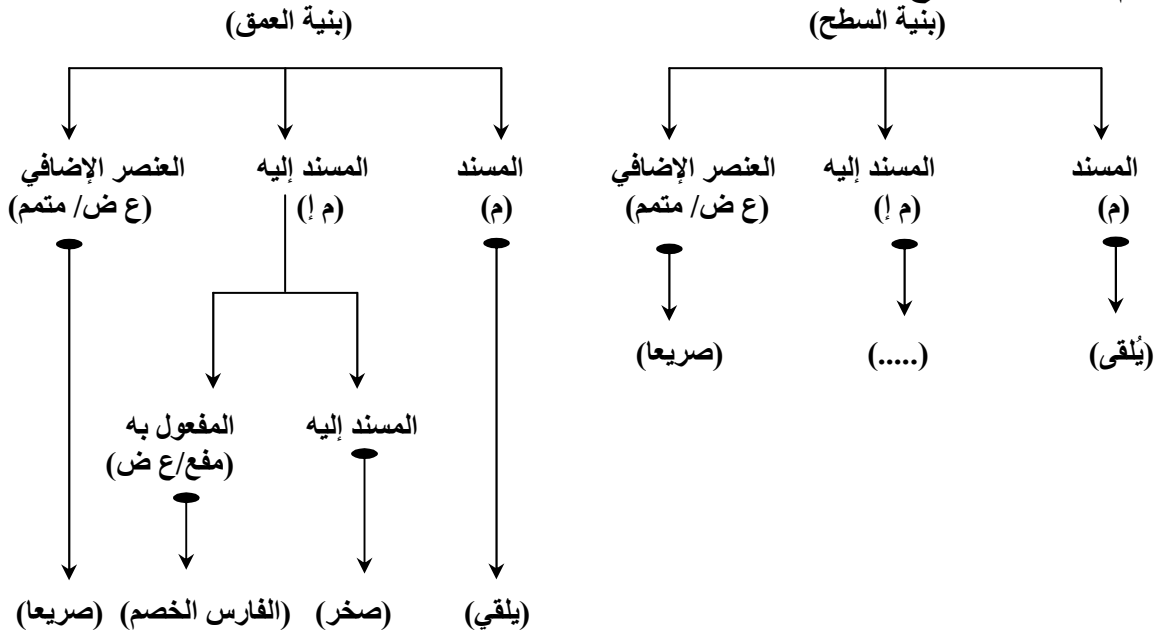 (بنية السطح)
المسند
(م)
المسند إليه
(م إ)
العنصر الإضافي
(ع ض/ متمم)
(يُلقى)
(.....)
(صريعا)
(بنية العمق)
المسند
(م)
المسند إليه
(م إ)
العنصر الإضافي
(ع ض/ متمم)
المسند إليه
المفعول به
(مفع/ع ض)
(يلقي)
(صخر)
(الفارس الخصم)
(صريعا)